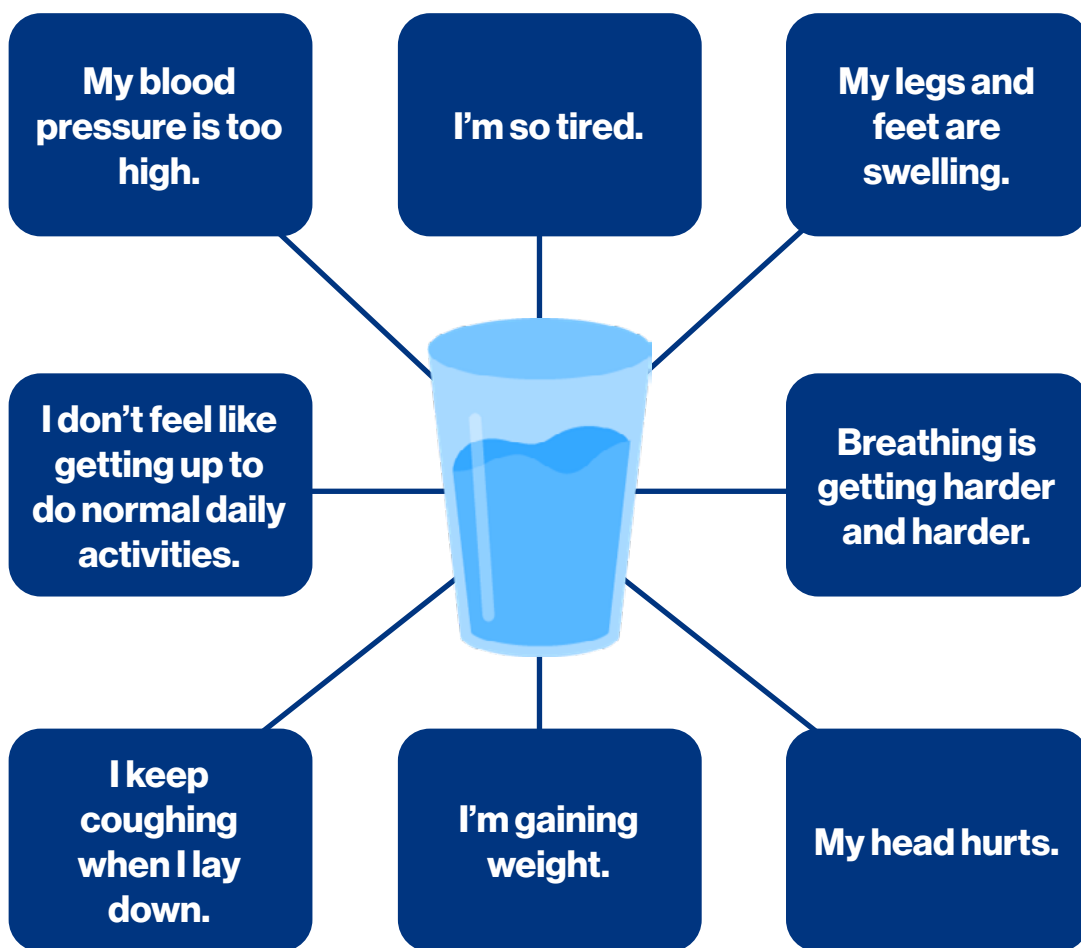 My blood
pressure is too
high.
I’m so tired.
My legs and
feet are
swelling.
I don’t feel like
getting up to
do normal daily
activities.
Breathing is
getting harder
and harder.
I keep
coughing
when I lay
down.
I’m gaining
weight.
My head hurts.